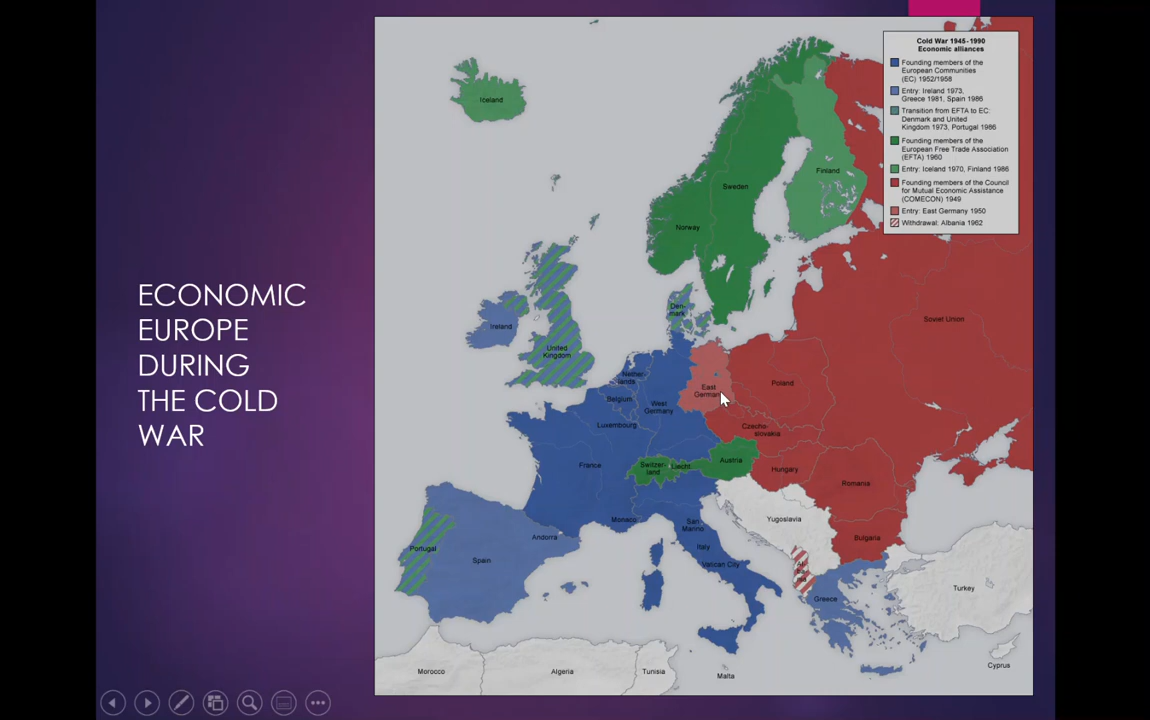 ECONOMIC
EUROPE
DURING
THE COLD
WAR
Cold War 1945-1990
Economic alliances
Founding members of the
European Communities
(EC) 1952/1958
Entry: Ireland 1973,
Greece 1981, Spain 1986
Transition from EFTA to EC:
Denmark and United
Kingdom 1973, Portugal 1986
Founding members of the
European Free Trade Association
(EFTA) 1960
Entry: Iceland 1970, Finland 1986
Founding members of the Council
for Mutual Economic Assistance
(COMECON) 1949
Entry: East Germany 1950
Withdrawal: Albania 1962
Iceland
Finland
Sweden
Norway
Den-
mark
Soviet Union
Ireland
United
Kingdom
Nether-
lands
Belgium
Luxembourg
West
Germany
East
Germany
Poland
Czecho-
slovakia
France
Switzer-
land
Liecht.
Austria
Hungary
Romania
Monaco
San
Marino
Yugoslavia
Bulgaria
Andorra
Portugal
Spain
Italy
Vatican City
Al-
ba-
nia
Greece
Turkey
Morocco
Algeria
Tunisia
Malta
Cyprus